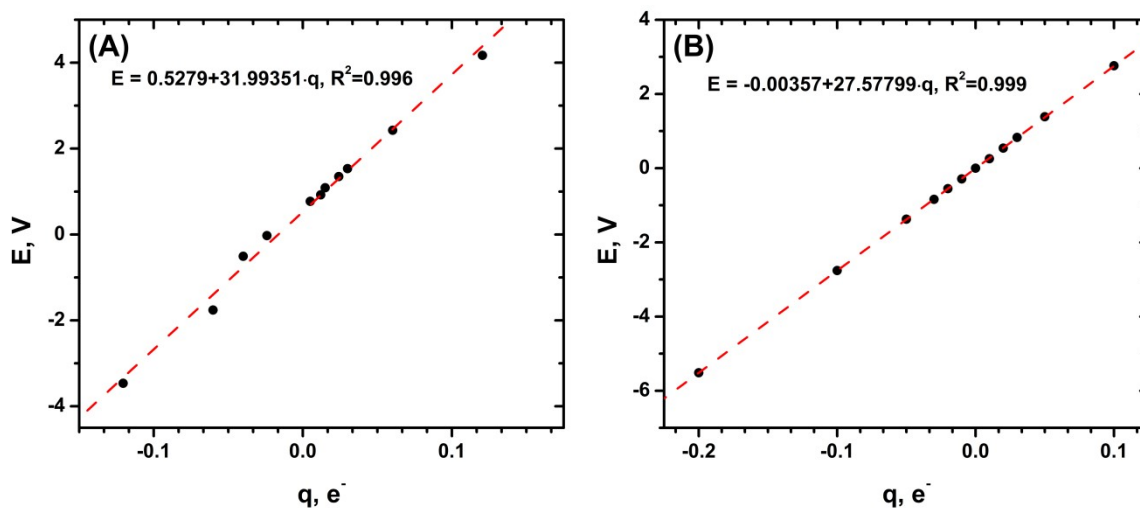 (A)
E = 0.5279+31.99351·q, R²=0.996
E, V
4
2
0
-2
-4
-0.1
0.0
0.1
q, e⁻
(B)
E = -0.00357+27.57799·q, R²=0.999
E, V
4
2
0
-2
-4
-6
-0.2
-0.1
0.0
0.1
q, e⁻